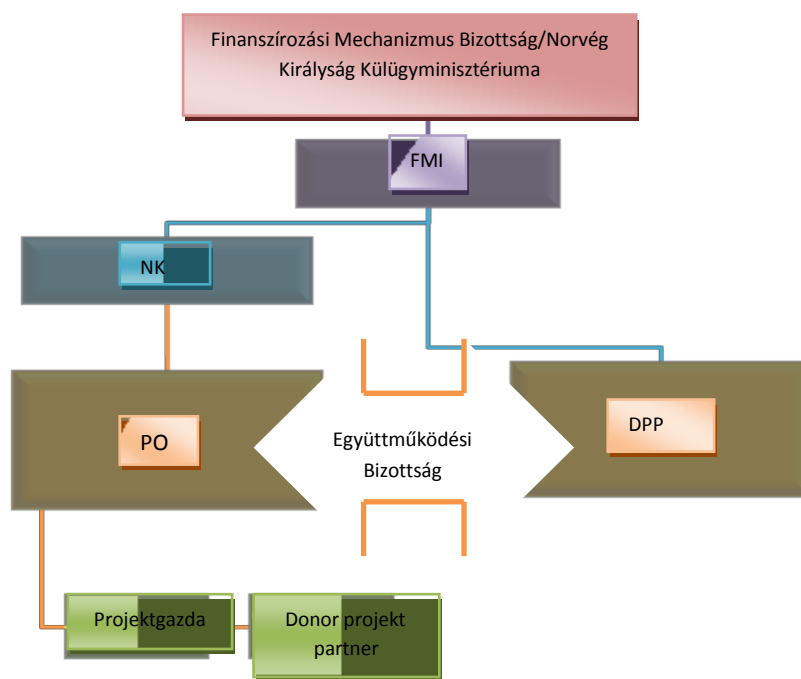 Finanszírozási Mechanizmus Bizottság/Norvég
Királyság Külügyminisztériuma
FMI
NK
PO
Együttműködési
Bizottság
DPP
Projektgazda
Donor projekt
partner